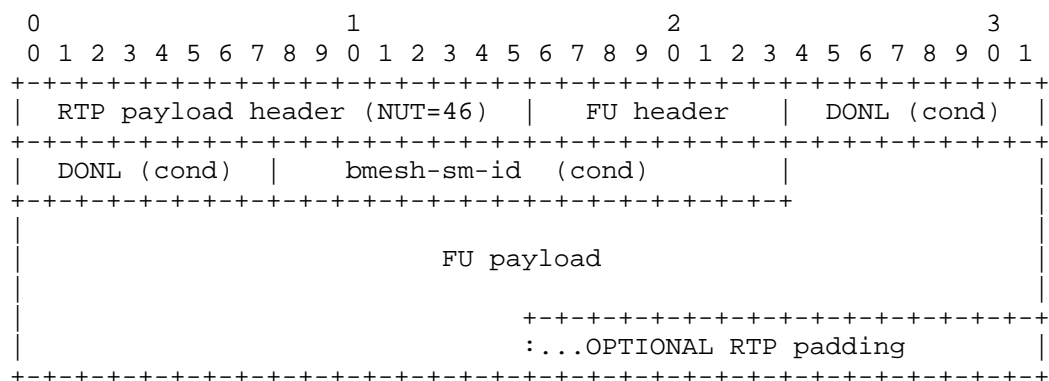 0                   1                   2                   3
 0 1 2 3 4 5 6 7 8 9 0 1 2 3 4 5 6 7 8 9 0 1 2 3 4 5 6 7 8 9 0 1
+-+-+-+-+-+-+-+-+-+-+-+-+-+-+-+-+-+-+-+-+-+-+-+-+-+-+-+-+-+-+-+-+
|  RTP payload header (NUT=46)  |   FU header   |  DONL (cond)  |
+-+-+-+-+-+-+-+-+-+-+-+-+-+-+-+-+-+-+-+-+-+-+-+-+-+-+-+-+-+-+-+-+
|  DONL (cond)  |    bmesh-sm-id  (cond)        |               |
+-+-+-+-+-+-+-+-+-+-+-+-+-+-+-+-+-+-+-+-+-+-+-+-+               |
|                                                               |
|                          FU payload                           |
|                                                               |
|                               +-+-+-+-+-+-+-+-+-+-+-+-+-+-+-+-+
|                               :...OPTIONAL RTP padding        |
+-+-+-+-+-+-+-+-+-+-+-+-+-+-+-+-+-+-+-+-+-+-+-+-+-+-+-+-+-+-+-+-+